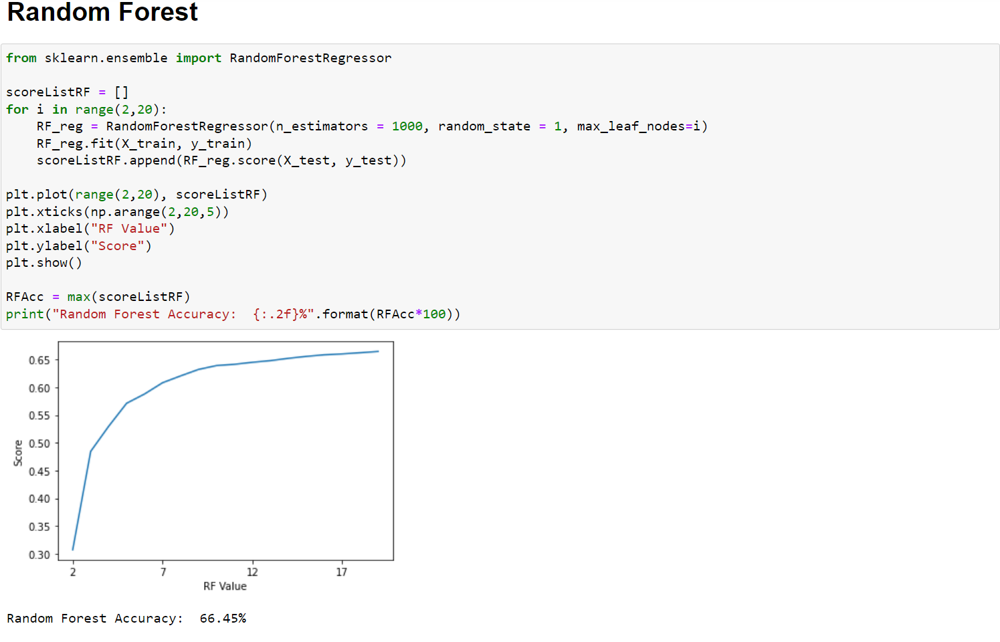 Random Forest
from sklearn.ensemble import RandomForestRegressor
scoreListRF = []
for i in range(2,20):
    RF_reg = RandomForestRegressor(n_estimators = 1000, random_state = 1, max_leaf_nodes=i)
    RF_reg.fit(X_train, y_train)
    scoreListRF.append(RF_reg.score(X_test, y_test))
plt.plot(range(2,20), scoreListRF)
plt.xticks(np.arange(2,20,5))
plt.xlabel("RF Value")
plt.ylabel("Score")
plt.show()
RFAcc = max(scoreListRF)
print("Random Forest Accuracy:  {:.2f}%".format(RFAcc*100))
0.65
0.60
0.55
0.50
0.45
0.40
0.35
0.30
Score
2 7 12 17
RF Value
Random Forest Accuracy:  66.45%